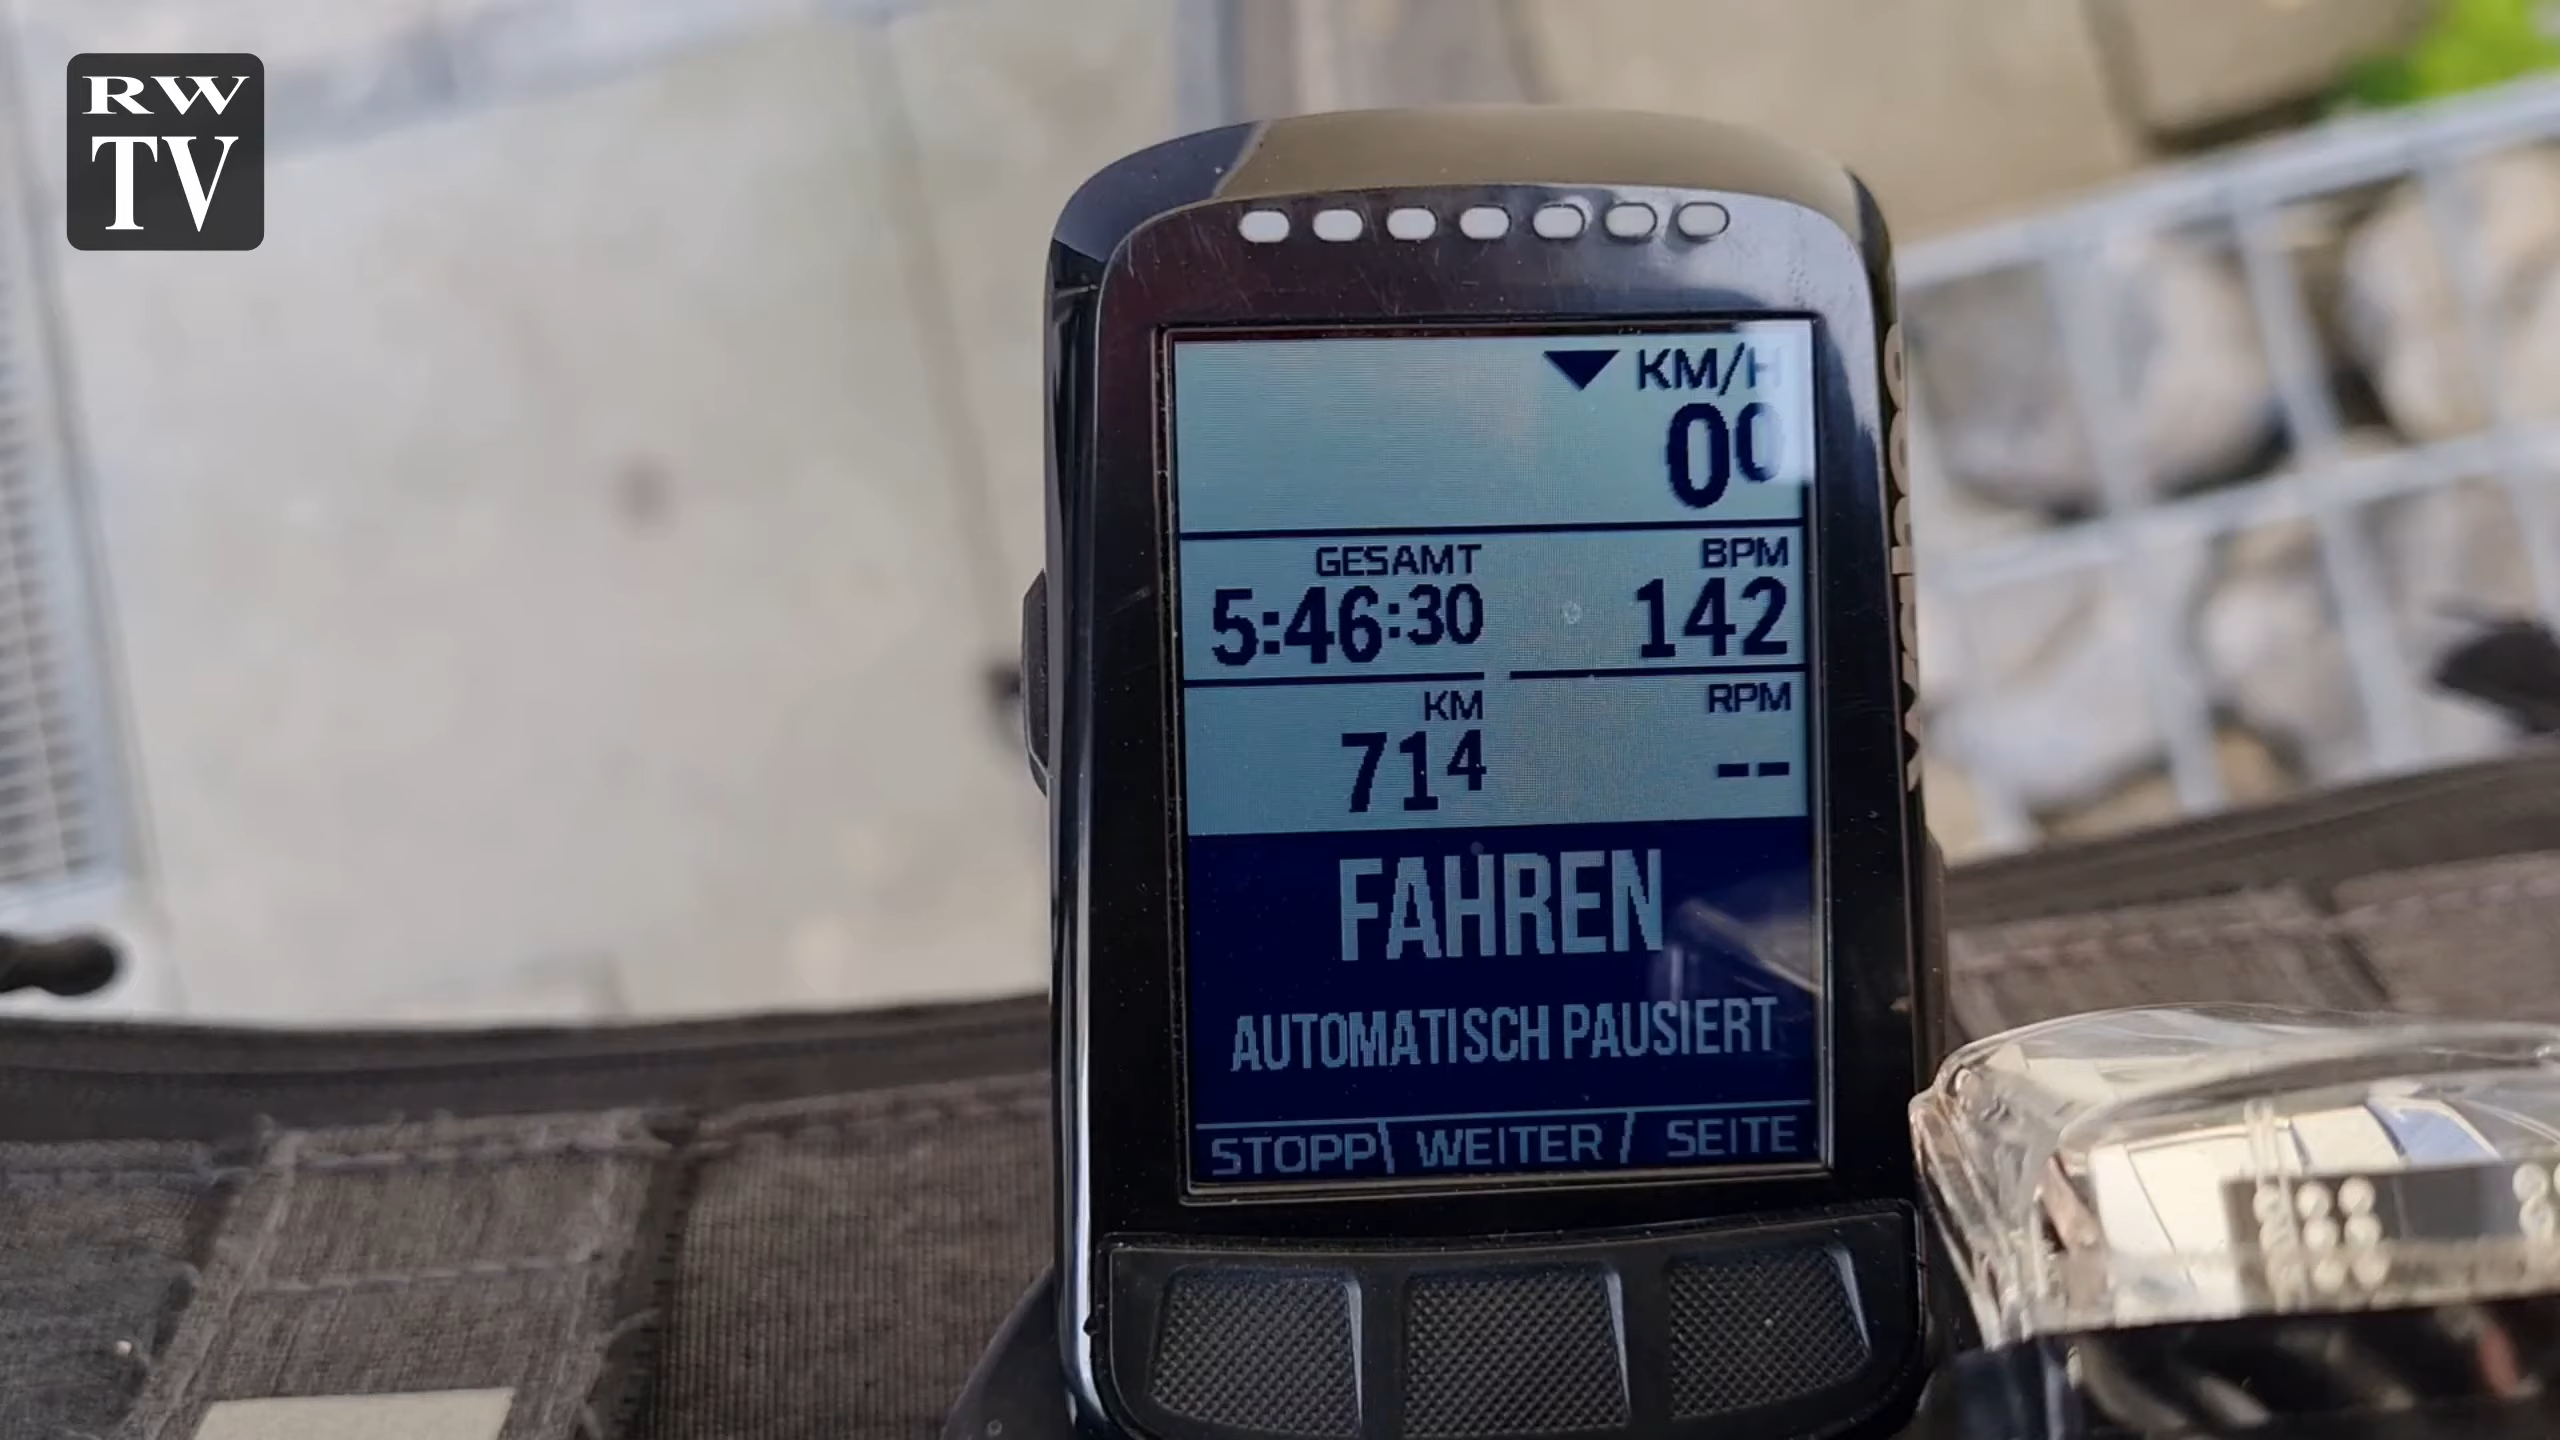 RW
TV
KM/H
00
GESAMT
5:46:30
BPM
142
KM
714
RPM
--
FAHREN
AUTOMATISCH PAUSIERT
STOPP WEITER SEITE